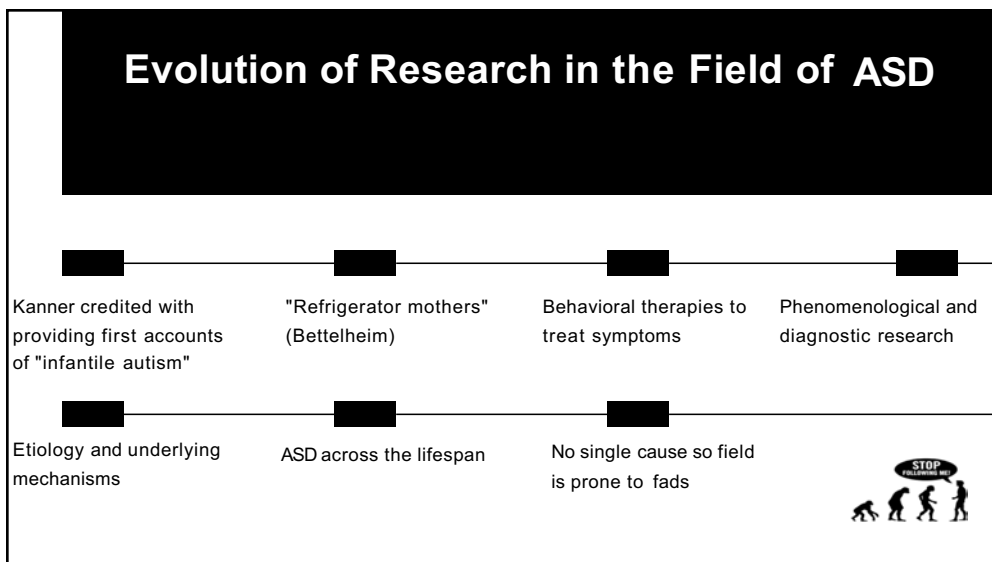 Evolution of Research in the Field of ASD
Kanner credited with
providing first accounts
of "infantile autism"
"Refrigerator mothers"
(Bettelheim)
Behavioral therapies to
treat symptoms
Phenomenological and
diagnostic research
Etiology and underlying
mechanisms
ASD across the lifespan
No single cause so field
is prone to fads
STOP
FOLLOWING ME!